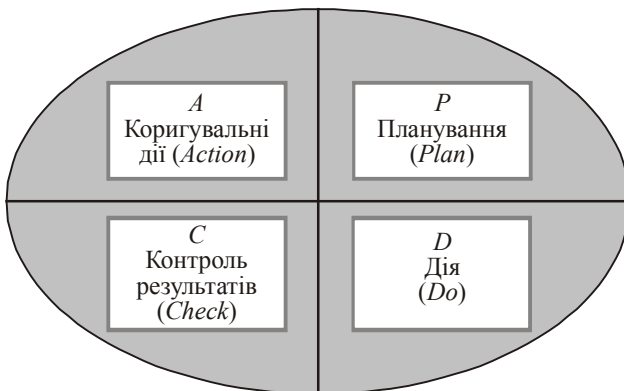 A
Коригувальні
дії (Action)
P
Планування
(Plan)
C
Контроль
результатів
(Check)
D
Дія
(Do)